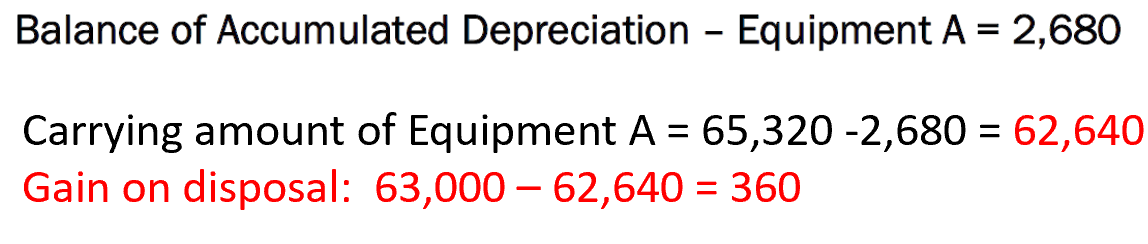 Balance of Accumulated Depreciation – Equipment A = 2,680
Carrying amount of Equipment A = 65,320 -2,680 = 62,640
Gain on disposal: 63,000 – 62,640 = 360